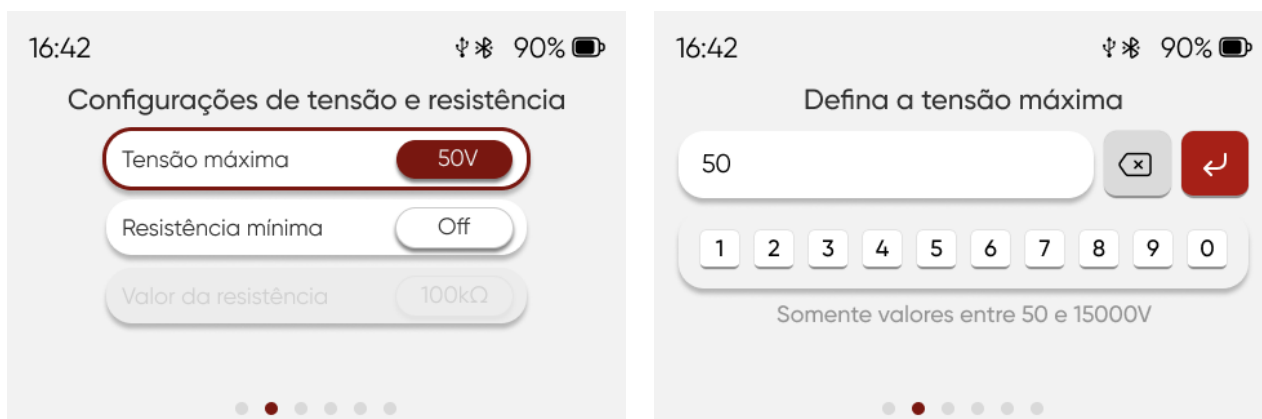 16:42 90%
Configurações de tensão e resistência
Tensão máxima 50V
Resistência mínima Off
Valor da resistência 100kΩ
16:42 90%
Defina a tensão máxima
50
1 2 3 4 5 6 7 8 9 0
Somente valores entre 50 e 15000V